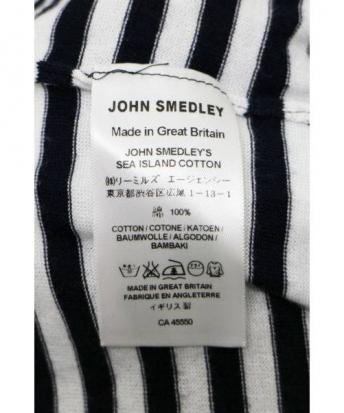 JOHN SMEDLEY
Made in Great Britain
JOHN SMEDLEY'S
SEA ISLAND COTTON
㈱リーミルズ エージェンシー
東京都渋谷区広尾1-13-1
綿 100%
COTTON / COTONE / KATOEN /
BAUMWOLLE / ALGODON /
BAMBAKI
MADE IN GREAT BRITAIN
FABRIQUE EN ANGLETERRE
イギリス製
CA 45550